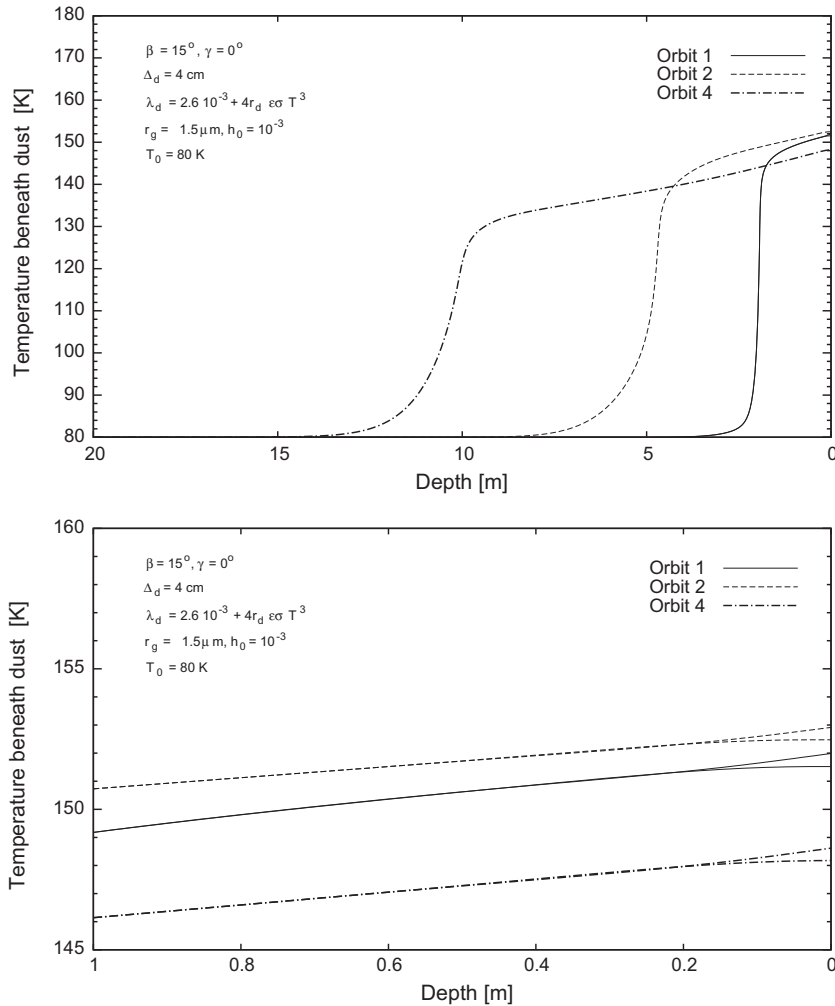 180
170
160
150
140
130
120
110
100
90
80
Temperature beneath dust [K]
β = 15°, γ = 0°
Δd = 4 cm
λd = 2.6 10⁻³ + 4rd εσ T³
rg = 1.5μm, h0 = 10⁻³
T0 = 80 K
Orbit 1
Orbit 2
Orbit 4
20 15 10 5 0
Depth [m]
160
155
150
145
Temperature beneath dust [K]
β = 15°, γ = 0°
Δd = 4 cm
λd = 2.6 10⁻³ + 4rd εσ T³
rg = 1.5μm, h0 = 10⁻³
T0 = 80 K
Orbit 1
Orbit 2
Orbit 4
1 0.8 0.6 0.4 0.2 0
Depth [m]